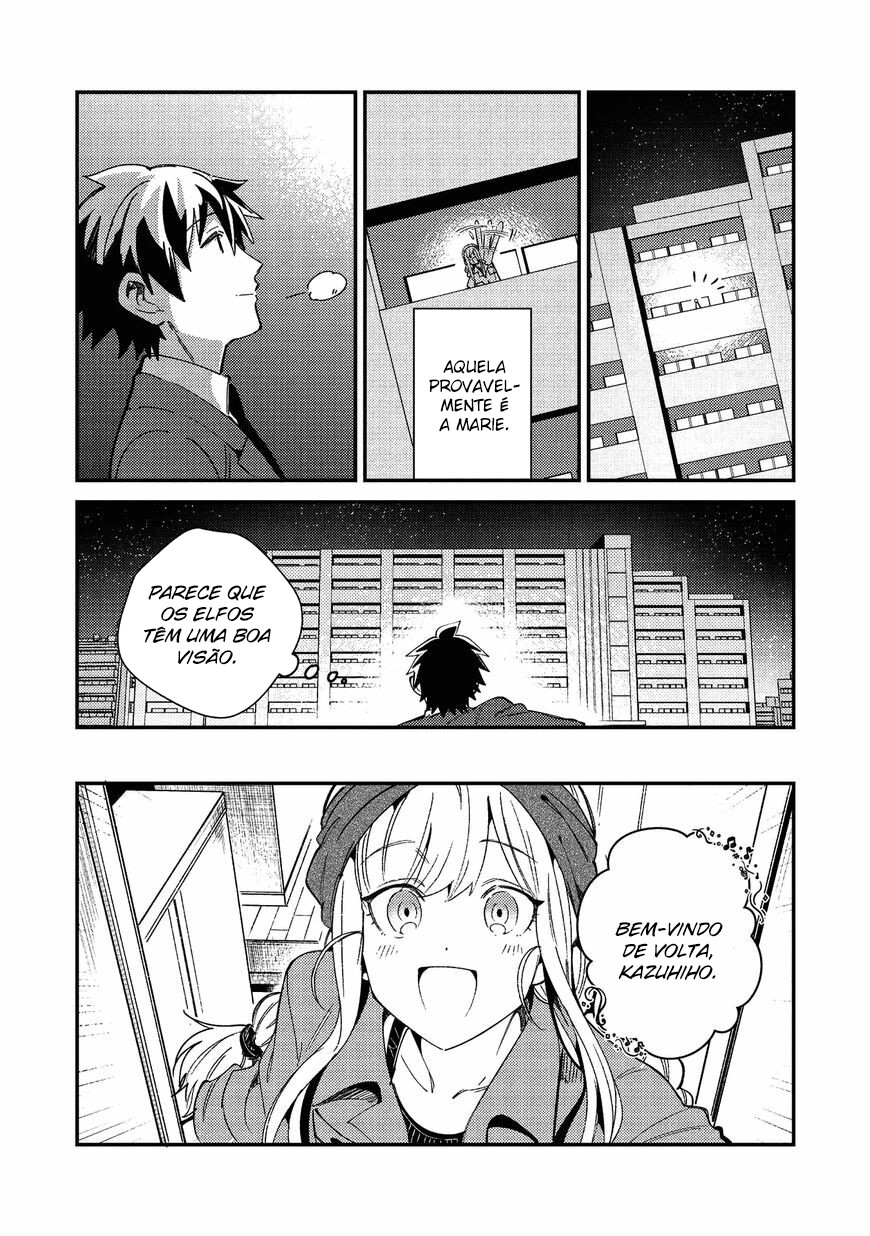 AQUELA
PROVAVEL-
MENTE É
A MARIE.
PARECE QUE
OS ELFOS
TÊM UMA BOA
VISÃO.
BEM-VINDO
DE VOLTA,
KAZUHIHO.